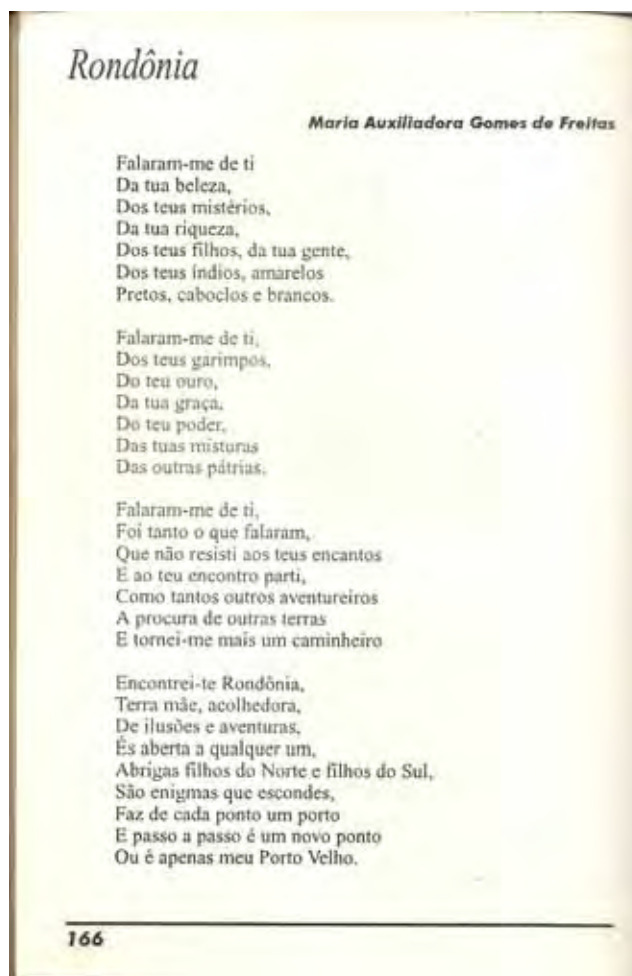 Rondônia
Maria Auxiliadora Gomes de Freitas
Falaram-me de ti
Da tua beleza,
Dos teus mistérios,
Da tua riqueza,
Dos teus filhos, da tua gente,
Dos teus índios, amarelos
Pretos, caboclos e brancos.
Falaram-me de ti,
Dos teus garimpos,
Do teu ouro,
Da tua graça,
Do teu poder,
Das tuas misturas
Das outras pátrias.
Falaram-me de ti,
Foi tanto o que falaram,
Que não resisti aos teus encantos
E ao teu encontro parti,
Como tantos outros aventureiros
A procura de outras terras
E tornei-me mais um caminheiro
Encontrei-te Rondônia,
Terra mãe, acolhedora,
De ilusões e aventuras,
És aberta a qualquer um,
Abrigas filhos do Norte e filhos do Sul,
São enigmas que escondes,
Faz de cada ponto um porto
E passo a passo é um novo ponto
Ou é apenas meu Porto Velho.
166